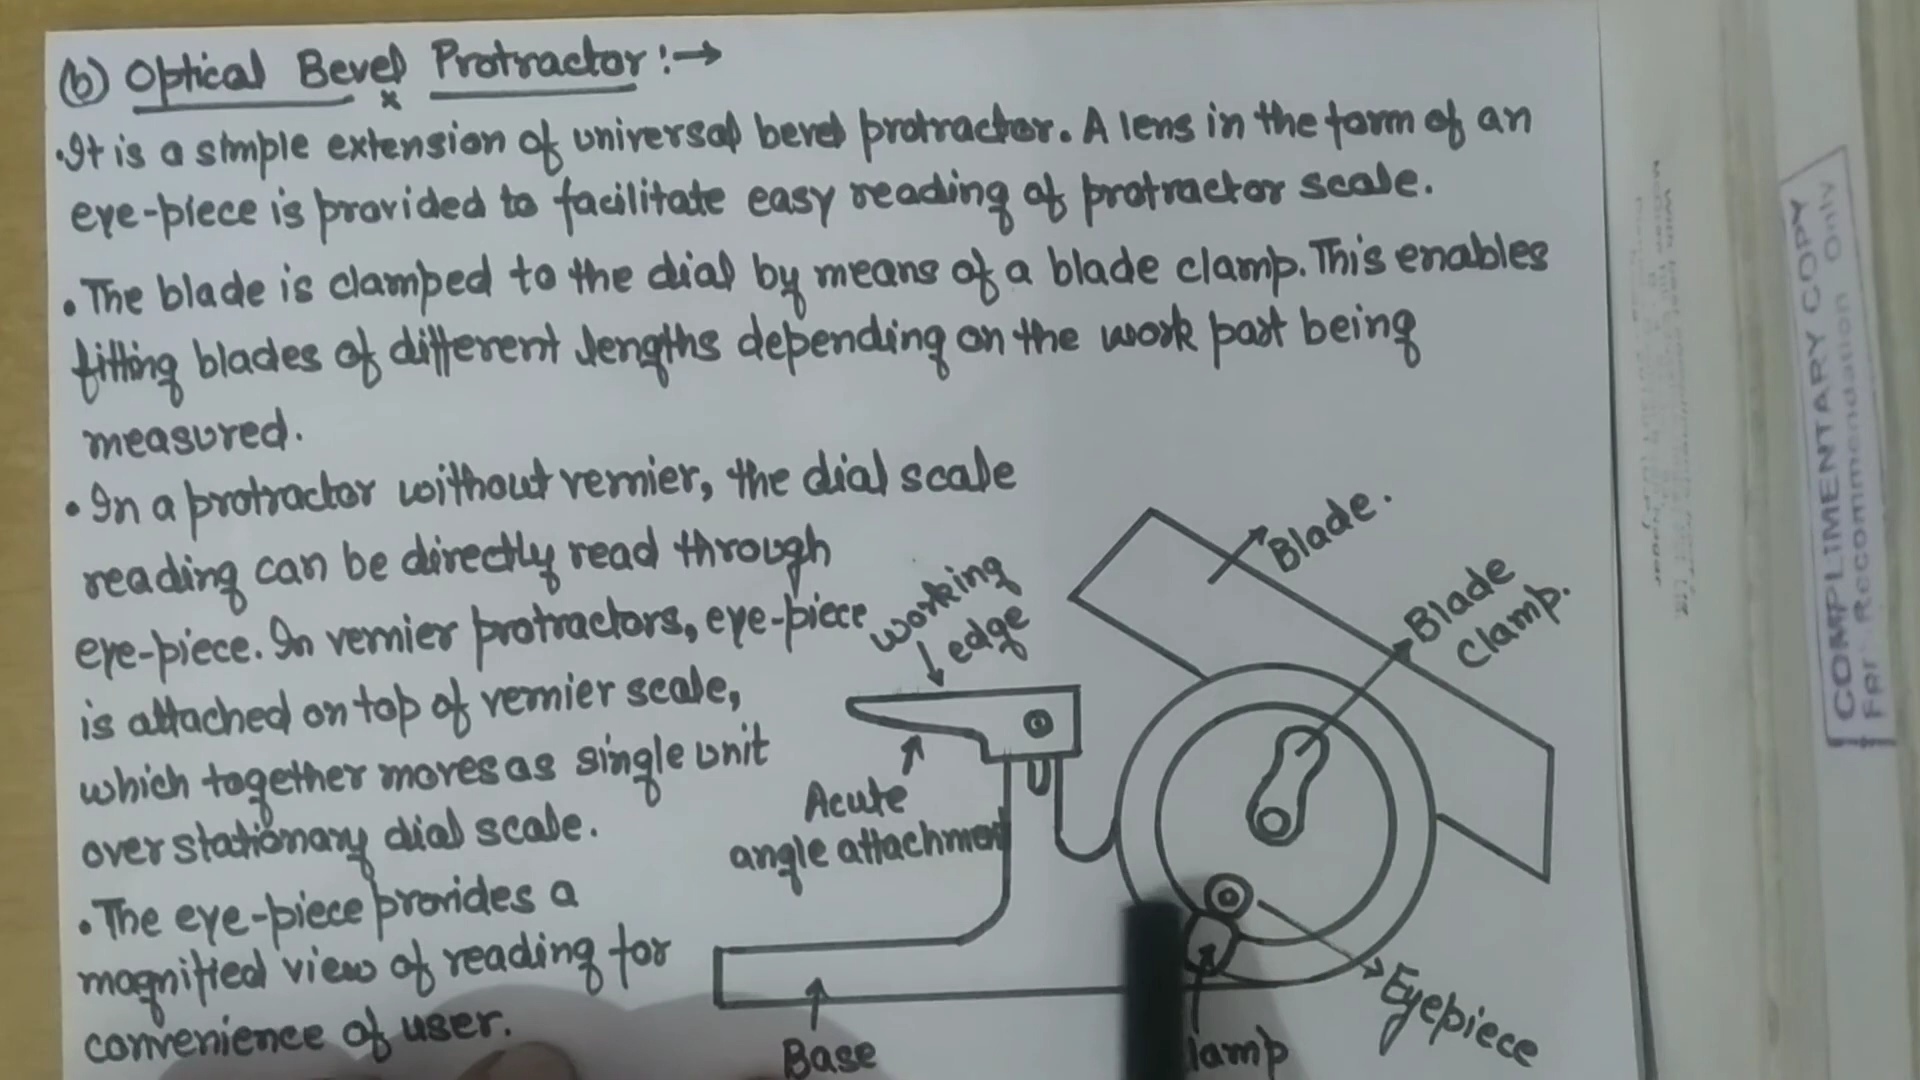 (b) Optical Bevel Protractor :→
•It is a simple extension of universal bevel protractor. A lens in the form of an
eye-piece is provided to facilitate easy reading of protractor scale.
• The blade is clamped to the dial by means of a blade clamp. This enables
fitting blades of different lengths depending on the work part being
measured.
• In a protractor without vernier, the dial scale
reading can be directly read through
eye-piece. In vernier protractors, eye-piece
is attached on top of vernier scale,
which together moves as single unit
over stationary dial scale.
• The eye-piece provides a
magnified view of reading for
convenience of user.
Blade.
Blade
Clamp.
Working
edge
Acute
angle attachment
Eyepiece
Base
lamp
COMPLIMENTARY COPY
For Recommendation Only